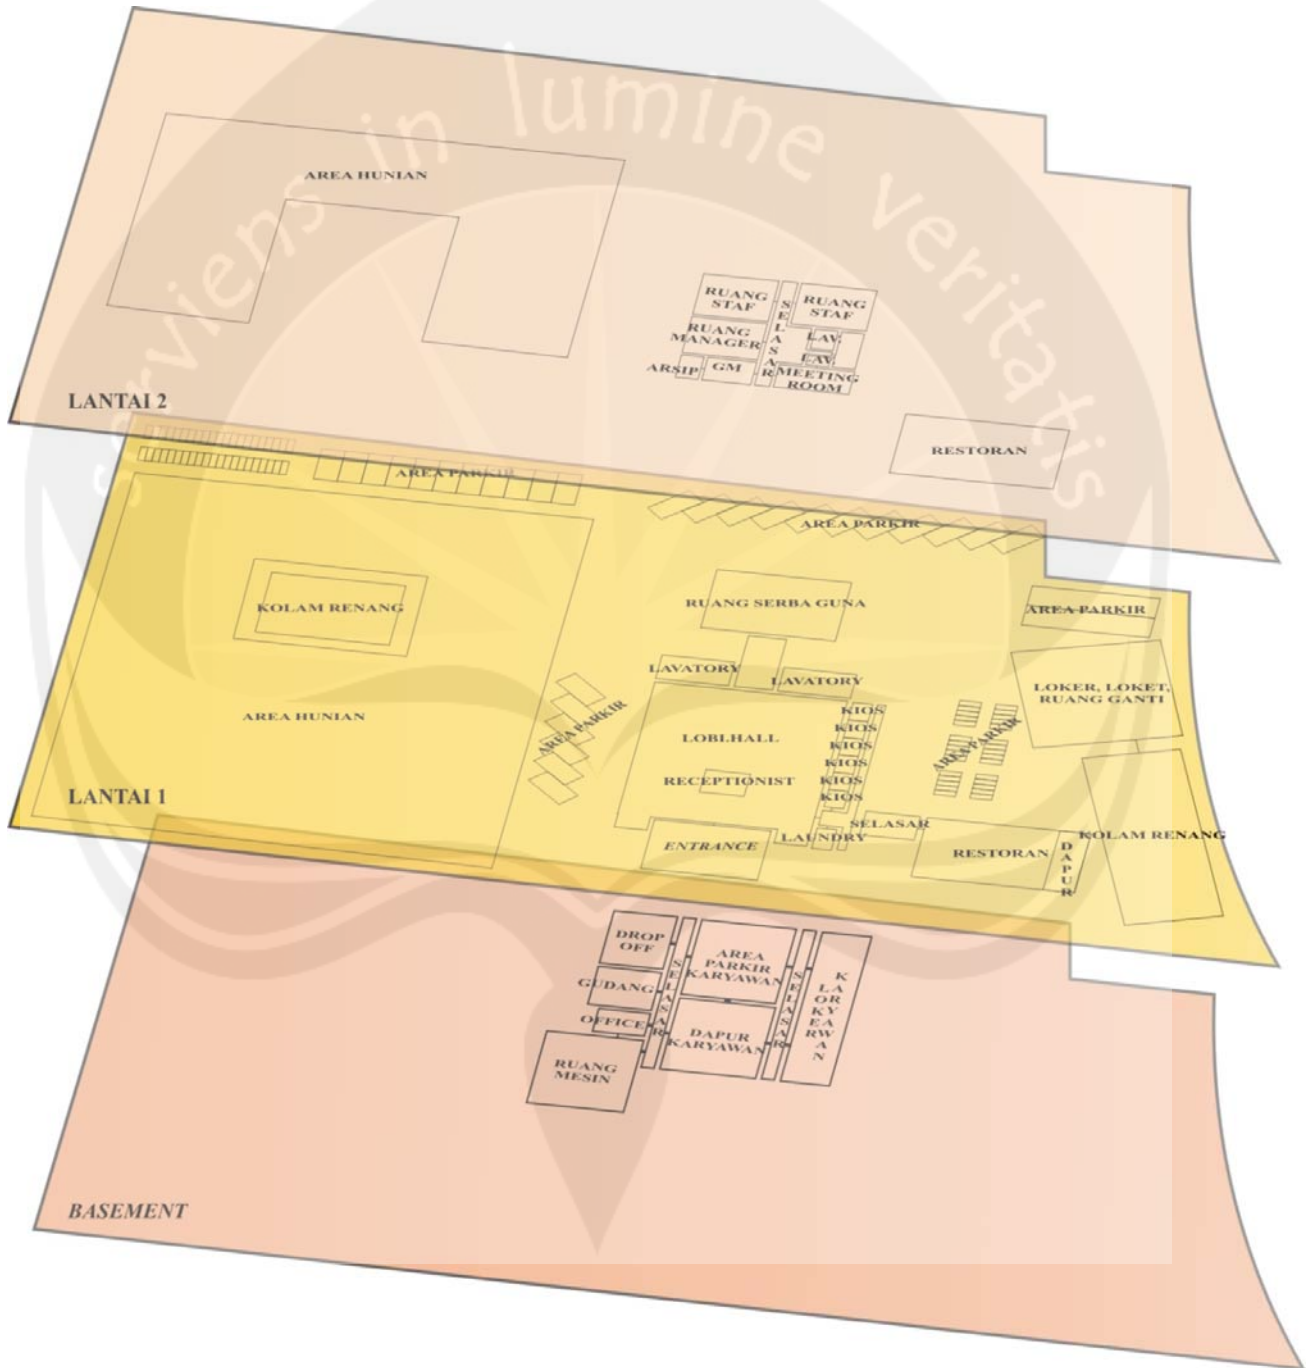 serviens in lumine veritatis
AREA HUNIAN
RUANG
STAF
SELASAR
RUANG
STAF
RUANG
MANAGER
LAV.
LAV.
ARSIP
GM
MEETING
ROOM
LANTAI 2
RESTORAN
AREA PARKIR
AREA PARKIR
KOLAM RENANG
RUANG SERBA GUNA
AREA PARKIR
LAVATORY
LAVATORY
LOKER, LOKET,
RUANG GANTI
AREA HUNIAN
AREA PARKIR
LOBI,HALL
KIOS
KIOS
KIOS
KIOS
KIOS
KIOS
AREA PARKIR
RECEPTIONIST
LANTAI 1
ENTRANCE
LAUNDRY
SELASAR
RESTORAN
DAPUR
KOLAM RENANG
DROP
OFF
SELASAR
AREA
PARKIR
KARYAWAN
SELASAR
LOKER
KARYAWAN
GUDANG
OFFICE
DAPUR
KARYAWAN
RUANG
MESIN
BASEMENT